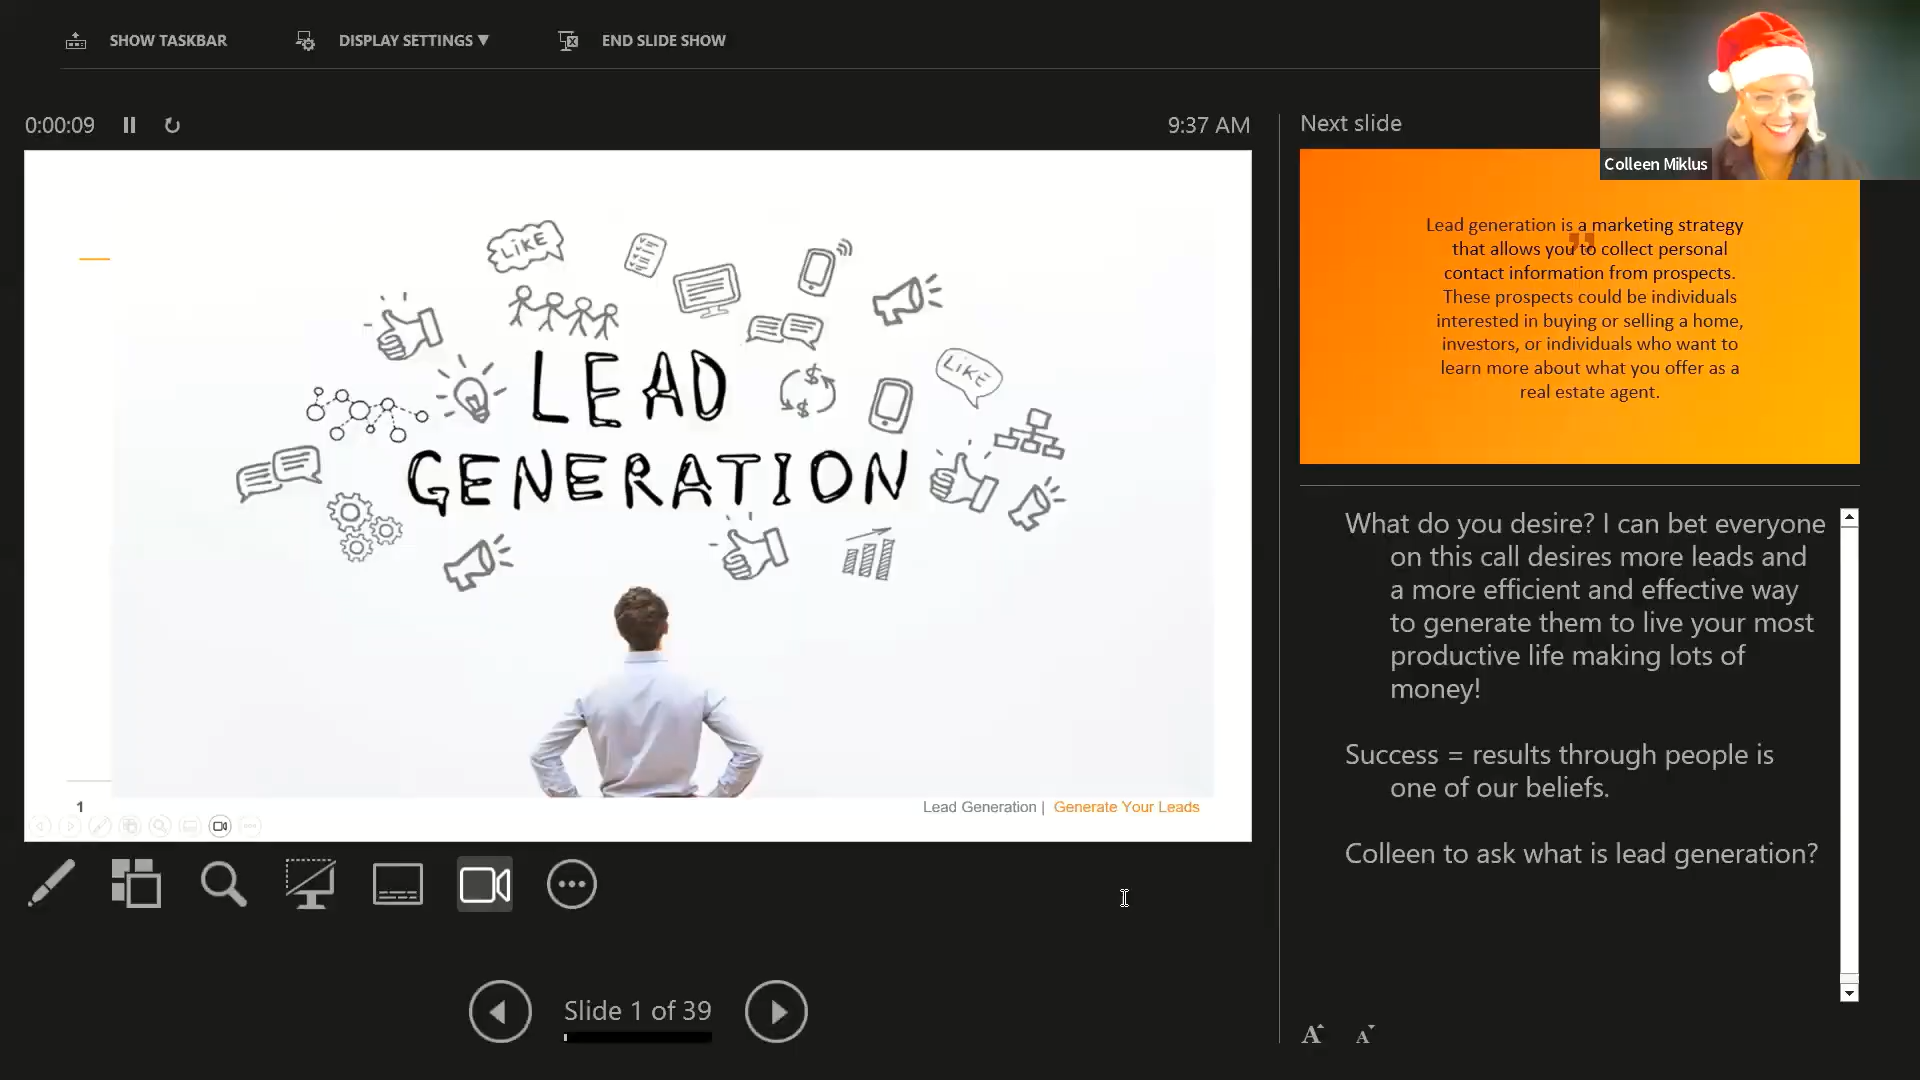 SHOW TASKBAR
DISPLAY SETTINGS ▼
END SLIDE SHOW
0:00:09
9:37 AM
Next slide
Colleen Miklus
LIKE
LIKE
LEAD
GENERATION
1
Lead Generation | Generate Your Leads
Lead generation is a marketing strategy
that allows you to collect personal
contact information from prospects.
These prospects could be individuals
interested in buying or selling a home,
investors, or individuals who want to
learn more about what you offer as a
real estate agent.
What do you desire? I can bet everyone
on this call desires more leads and
a more efficient and effective way
to generate them to live your most
productive life making lots of
money!
Success = results through people is
one of our beliefs.
Colleen to ask what is lead generation?
Slide 1 of 39
A A